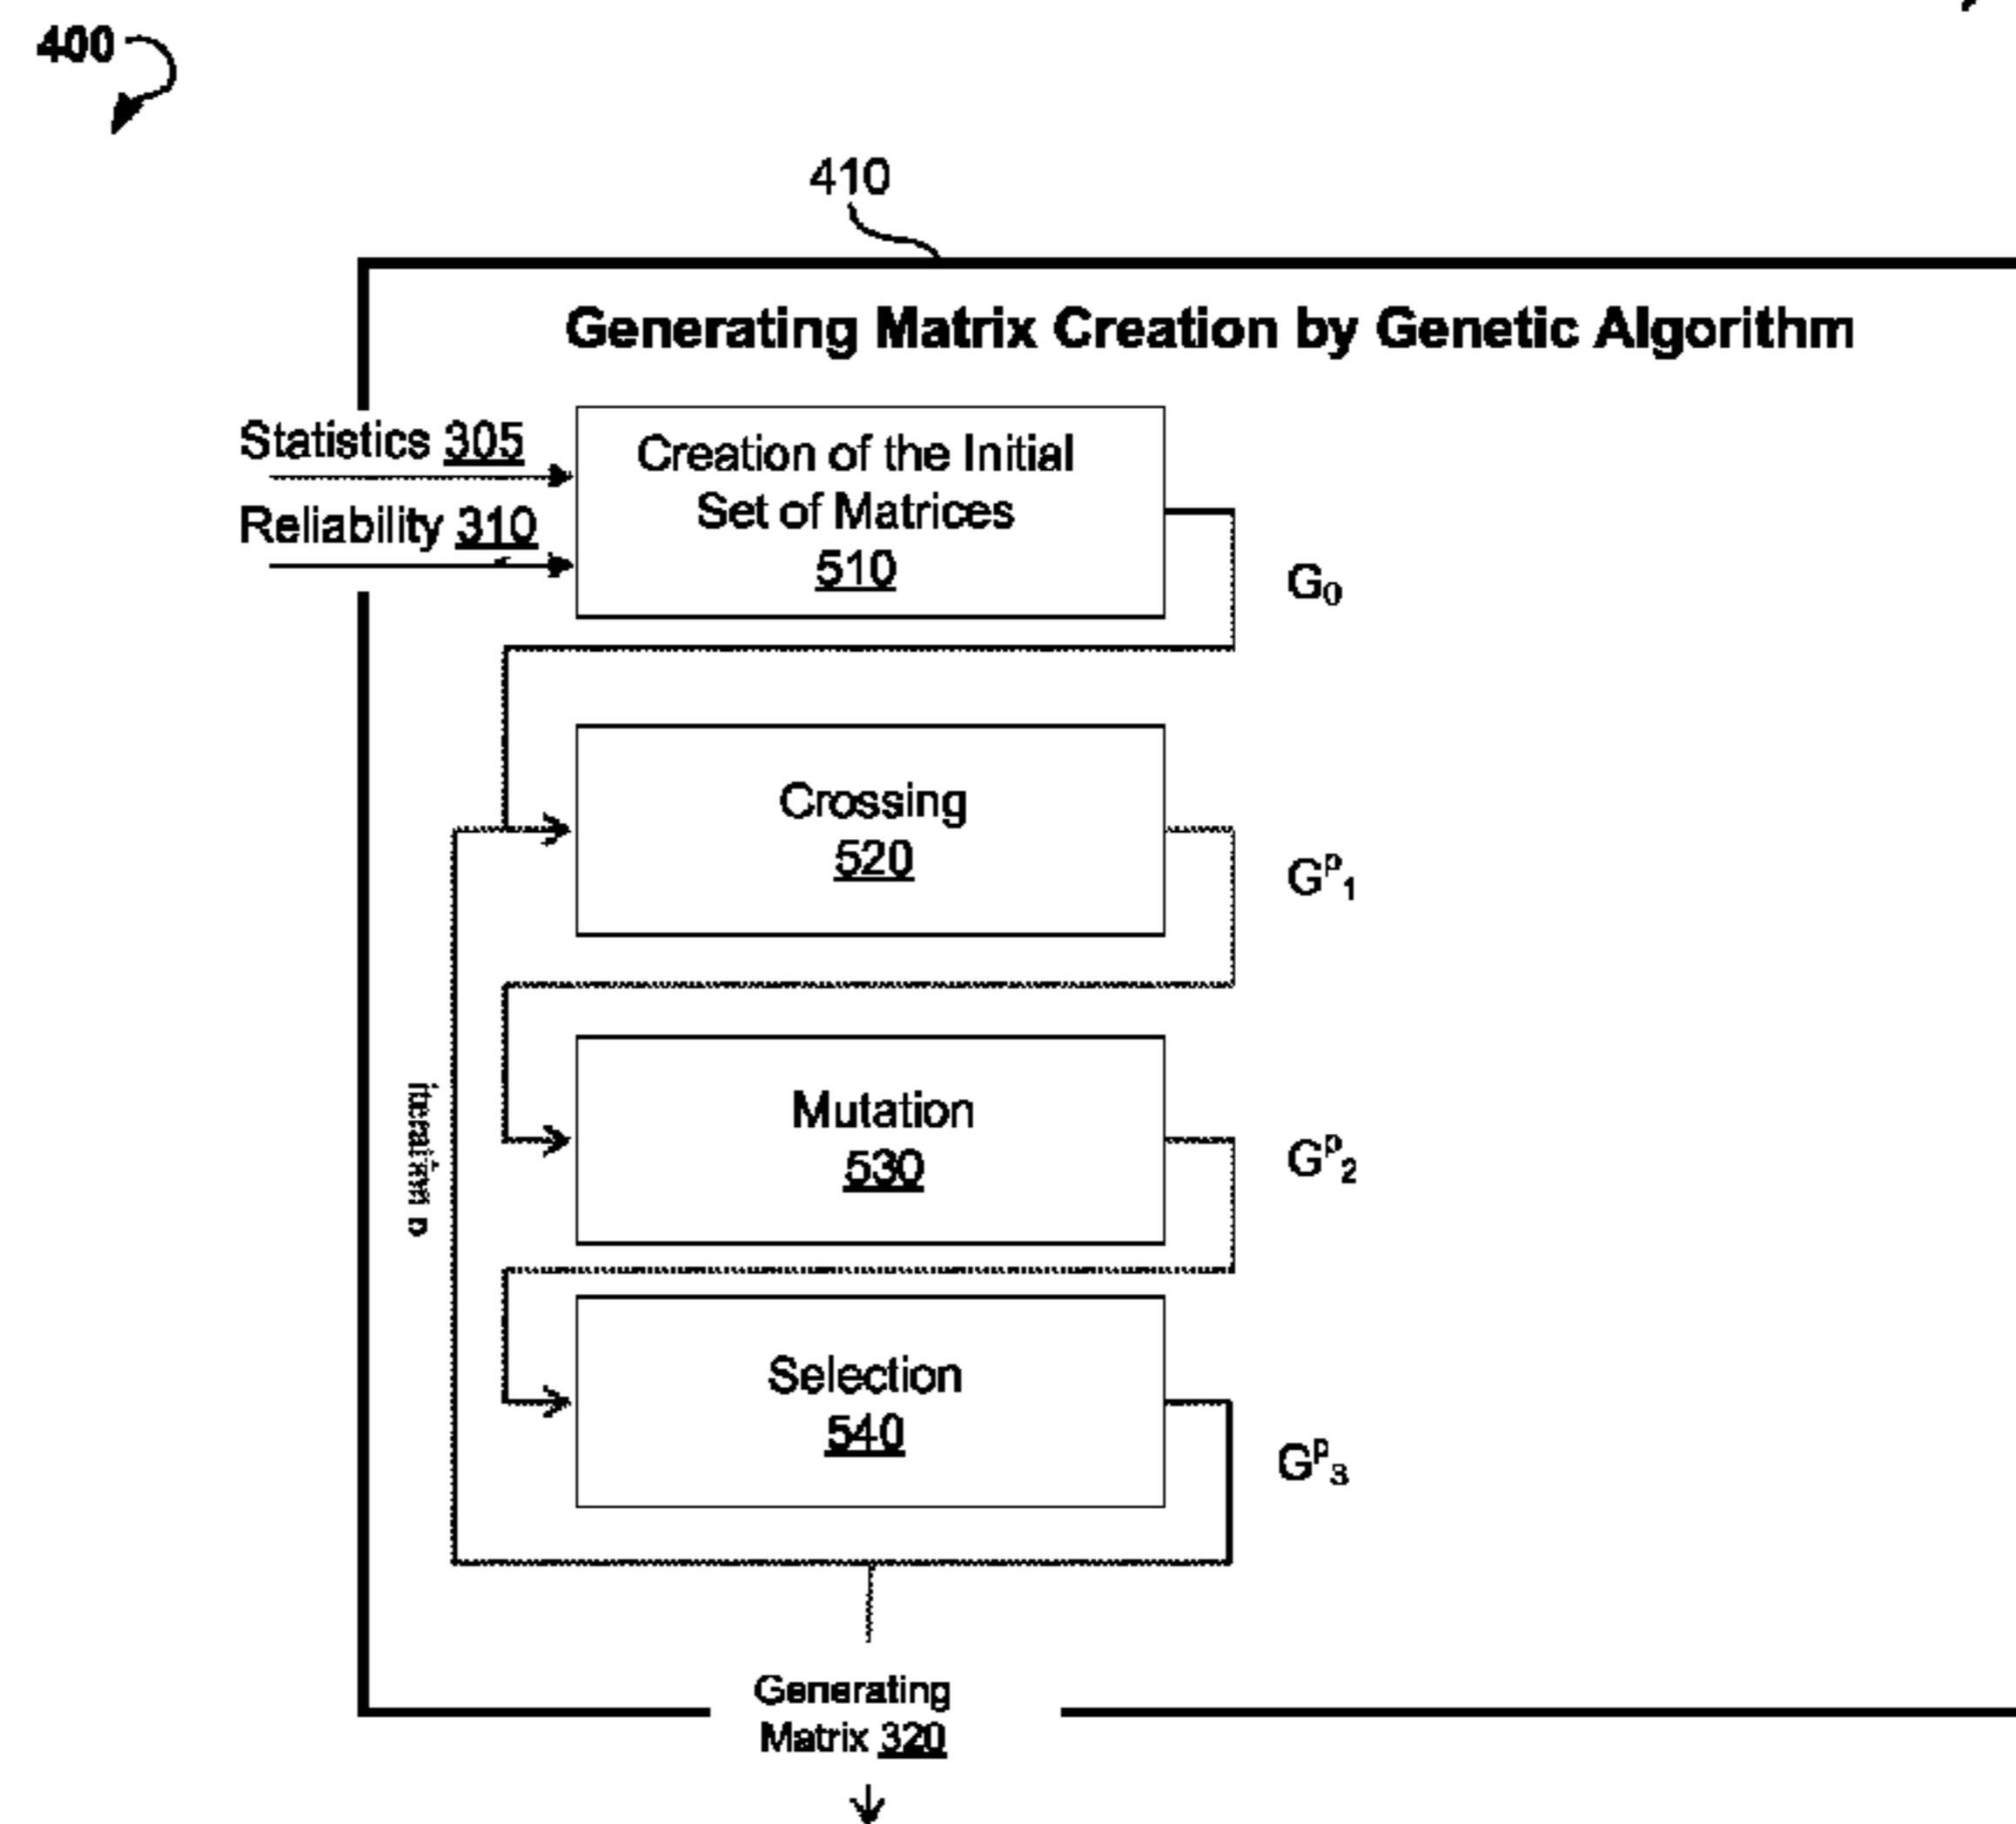 400
410
Generating Matrix Creation by Genetic Algorithm
Statistics 305
Reliability 310
Creation of the Initial
Set of Matrices
510
G₀
Crossing
520
Gᵖ₁
iteration p
Mutation
530
Gᵖ₂
Selection
540
Gᵖ₃
Generating
Matrix 320